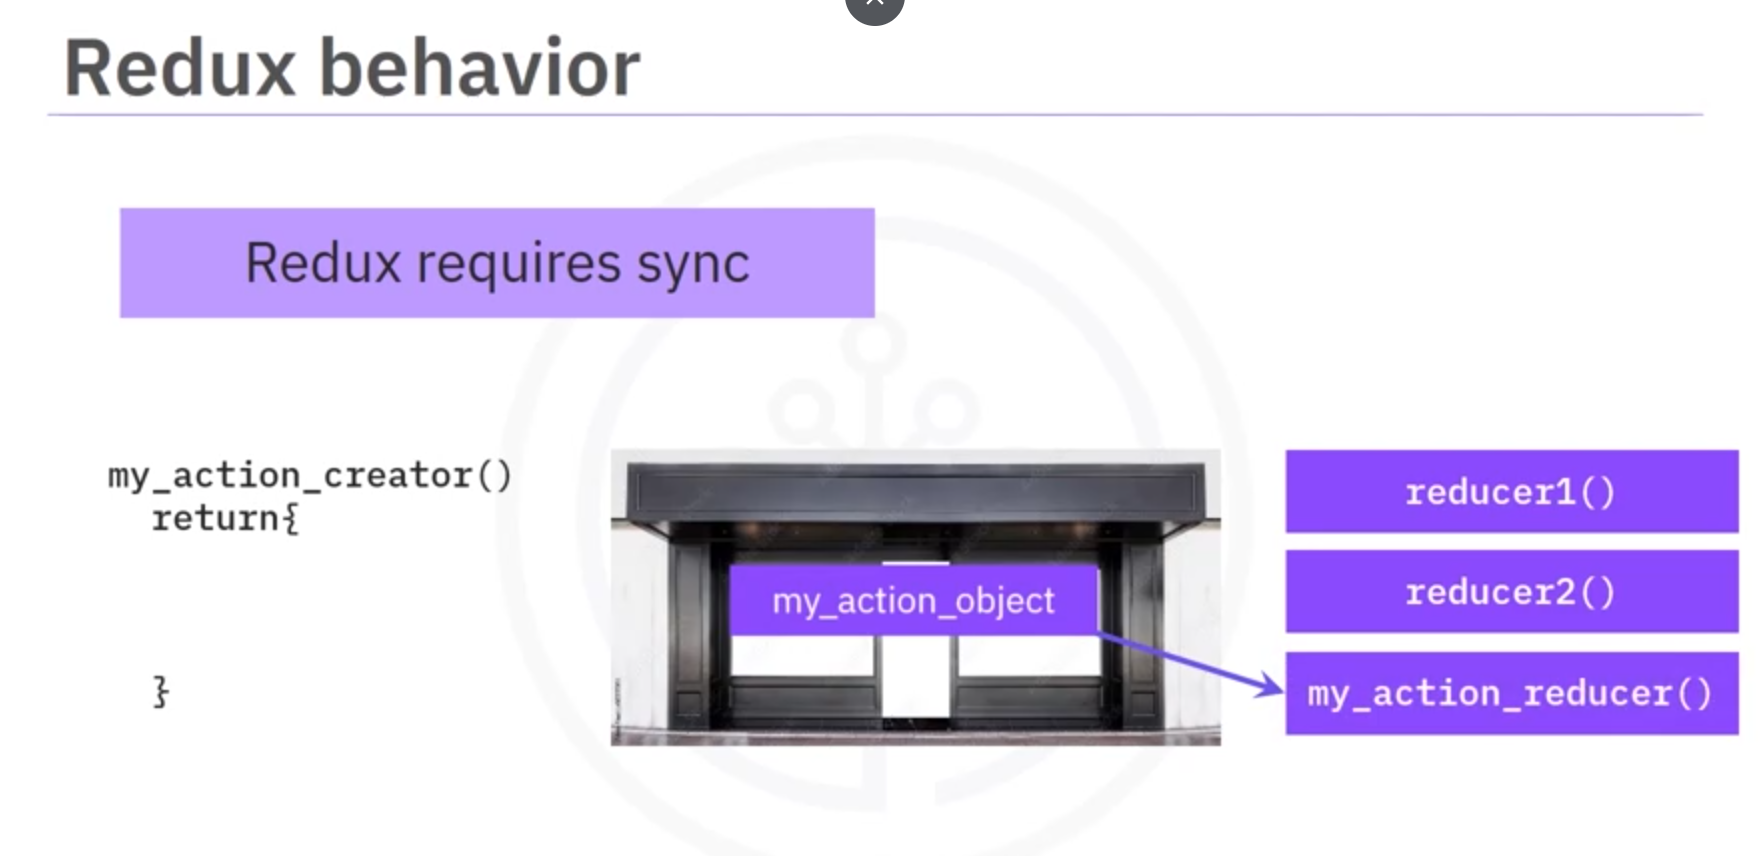 Redux behavior
Redux requires sync
my_action_creator()
return{
}
my_action_object
reducer1()
reducer2()
my_action_reducer()